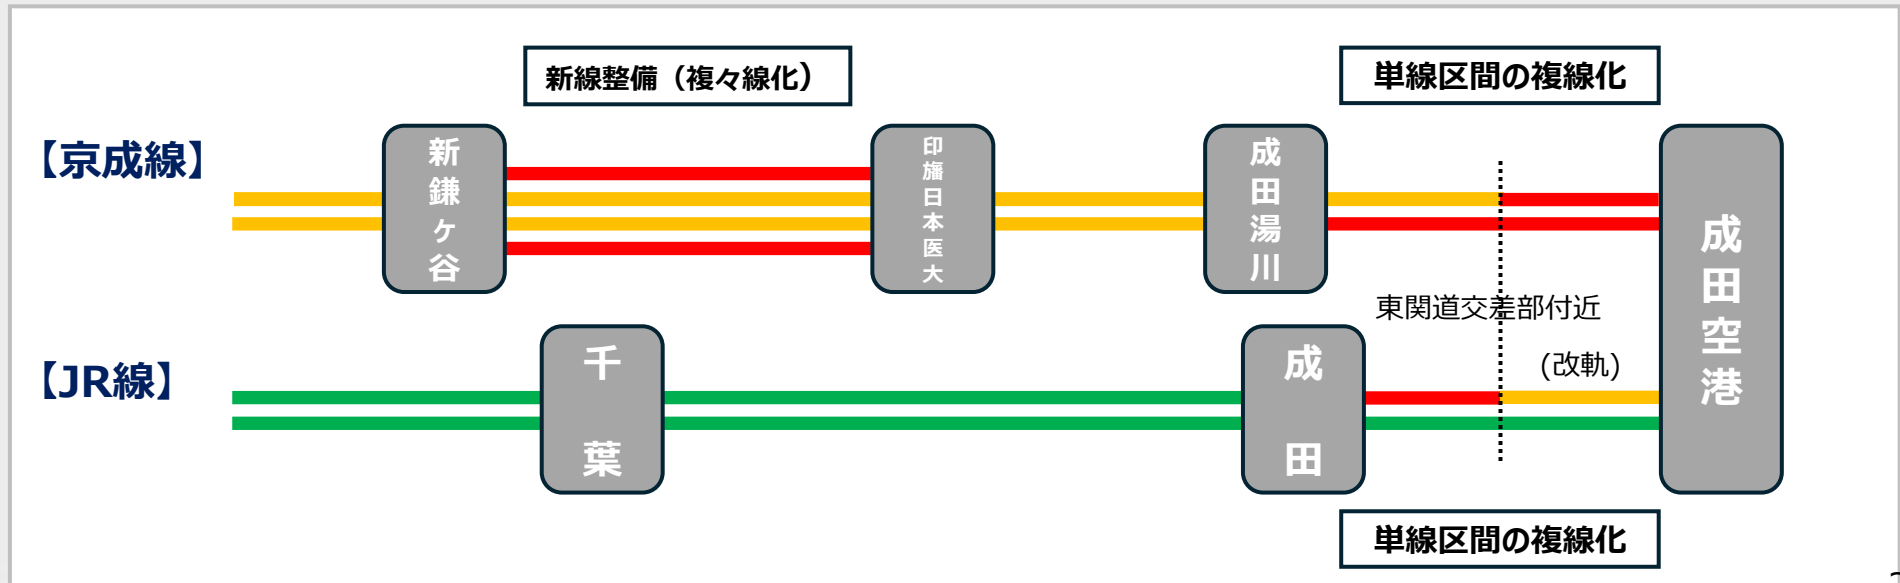 新線整備（複々線化）
単線区間の複線化
【京成線】
新鎌ヶ谷
印旛日本医大
成田湯川
成田空港
東関道交差部付近
(改軌)
【JR線】
千葉
成田
単線区間の複線化